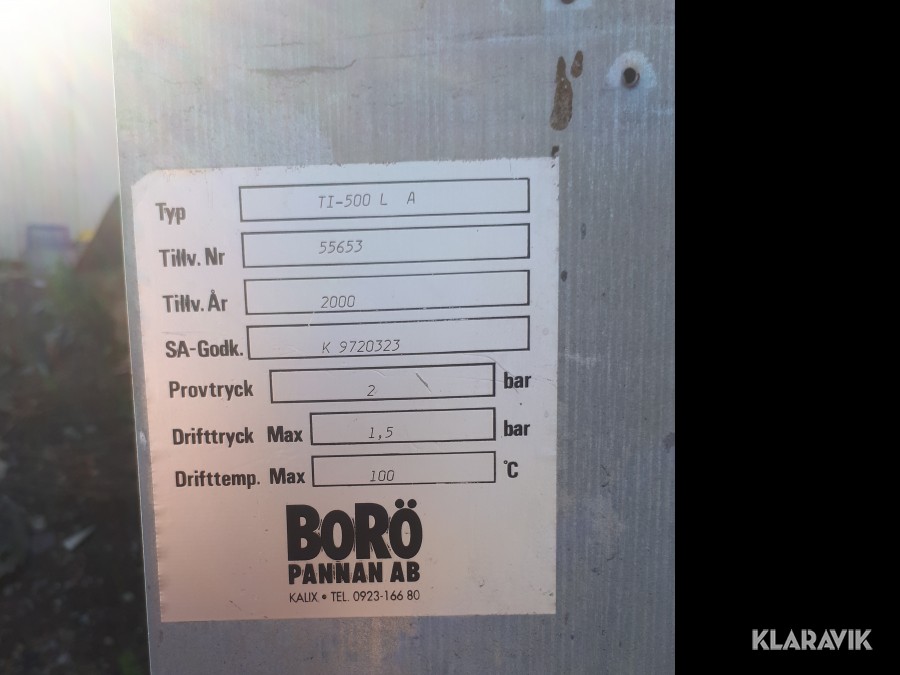 Typ TI-500 L A
Tillv. Nr 55653
Tillv. År 2000
SA-Godk. K 9720323
Provtryck 2 bar
Drifttryck Max 1,5 bar
Drifttemp. Max 100 °C
BORÖ
PANNAN AB
KALIX • TEL. 0923-166 80
KLARAVIK